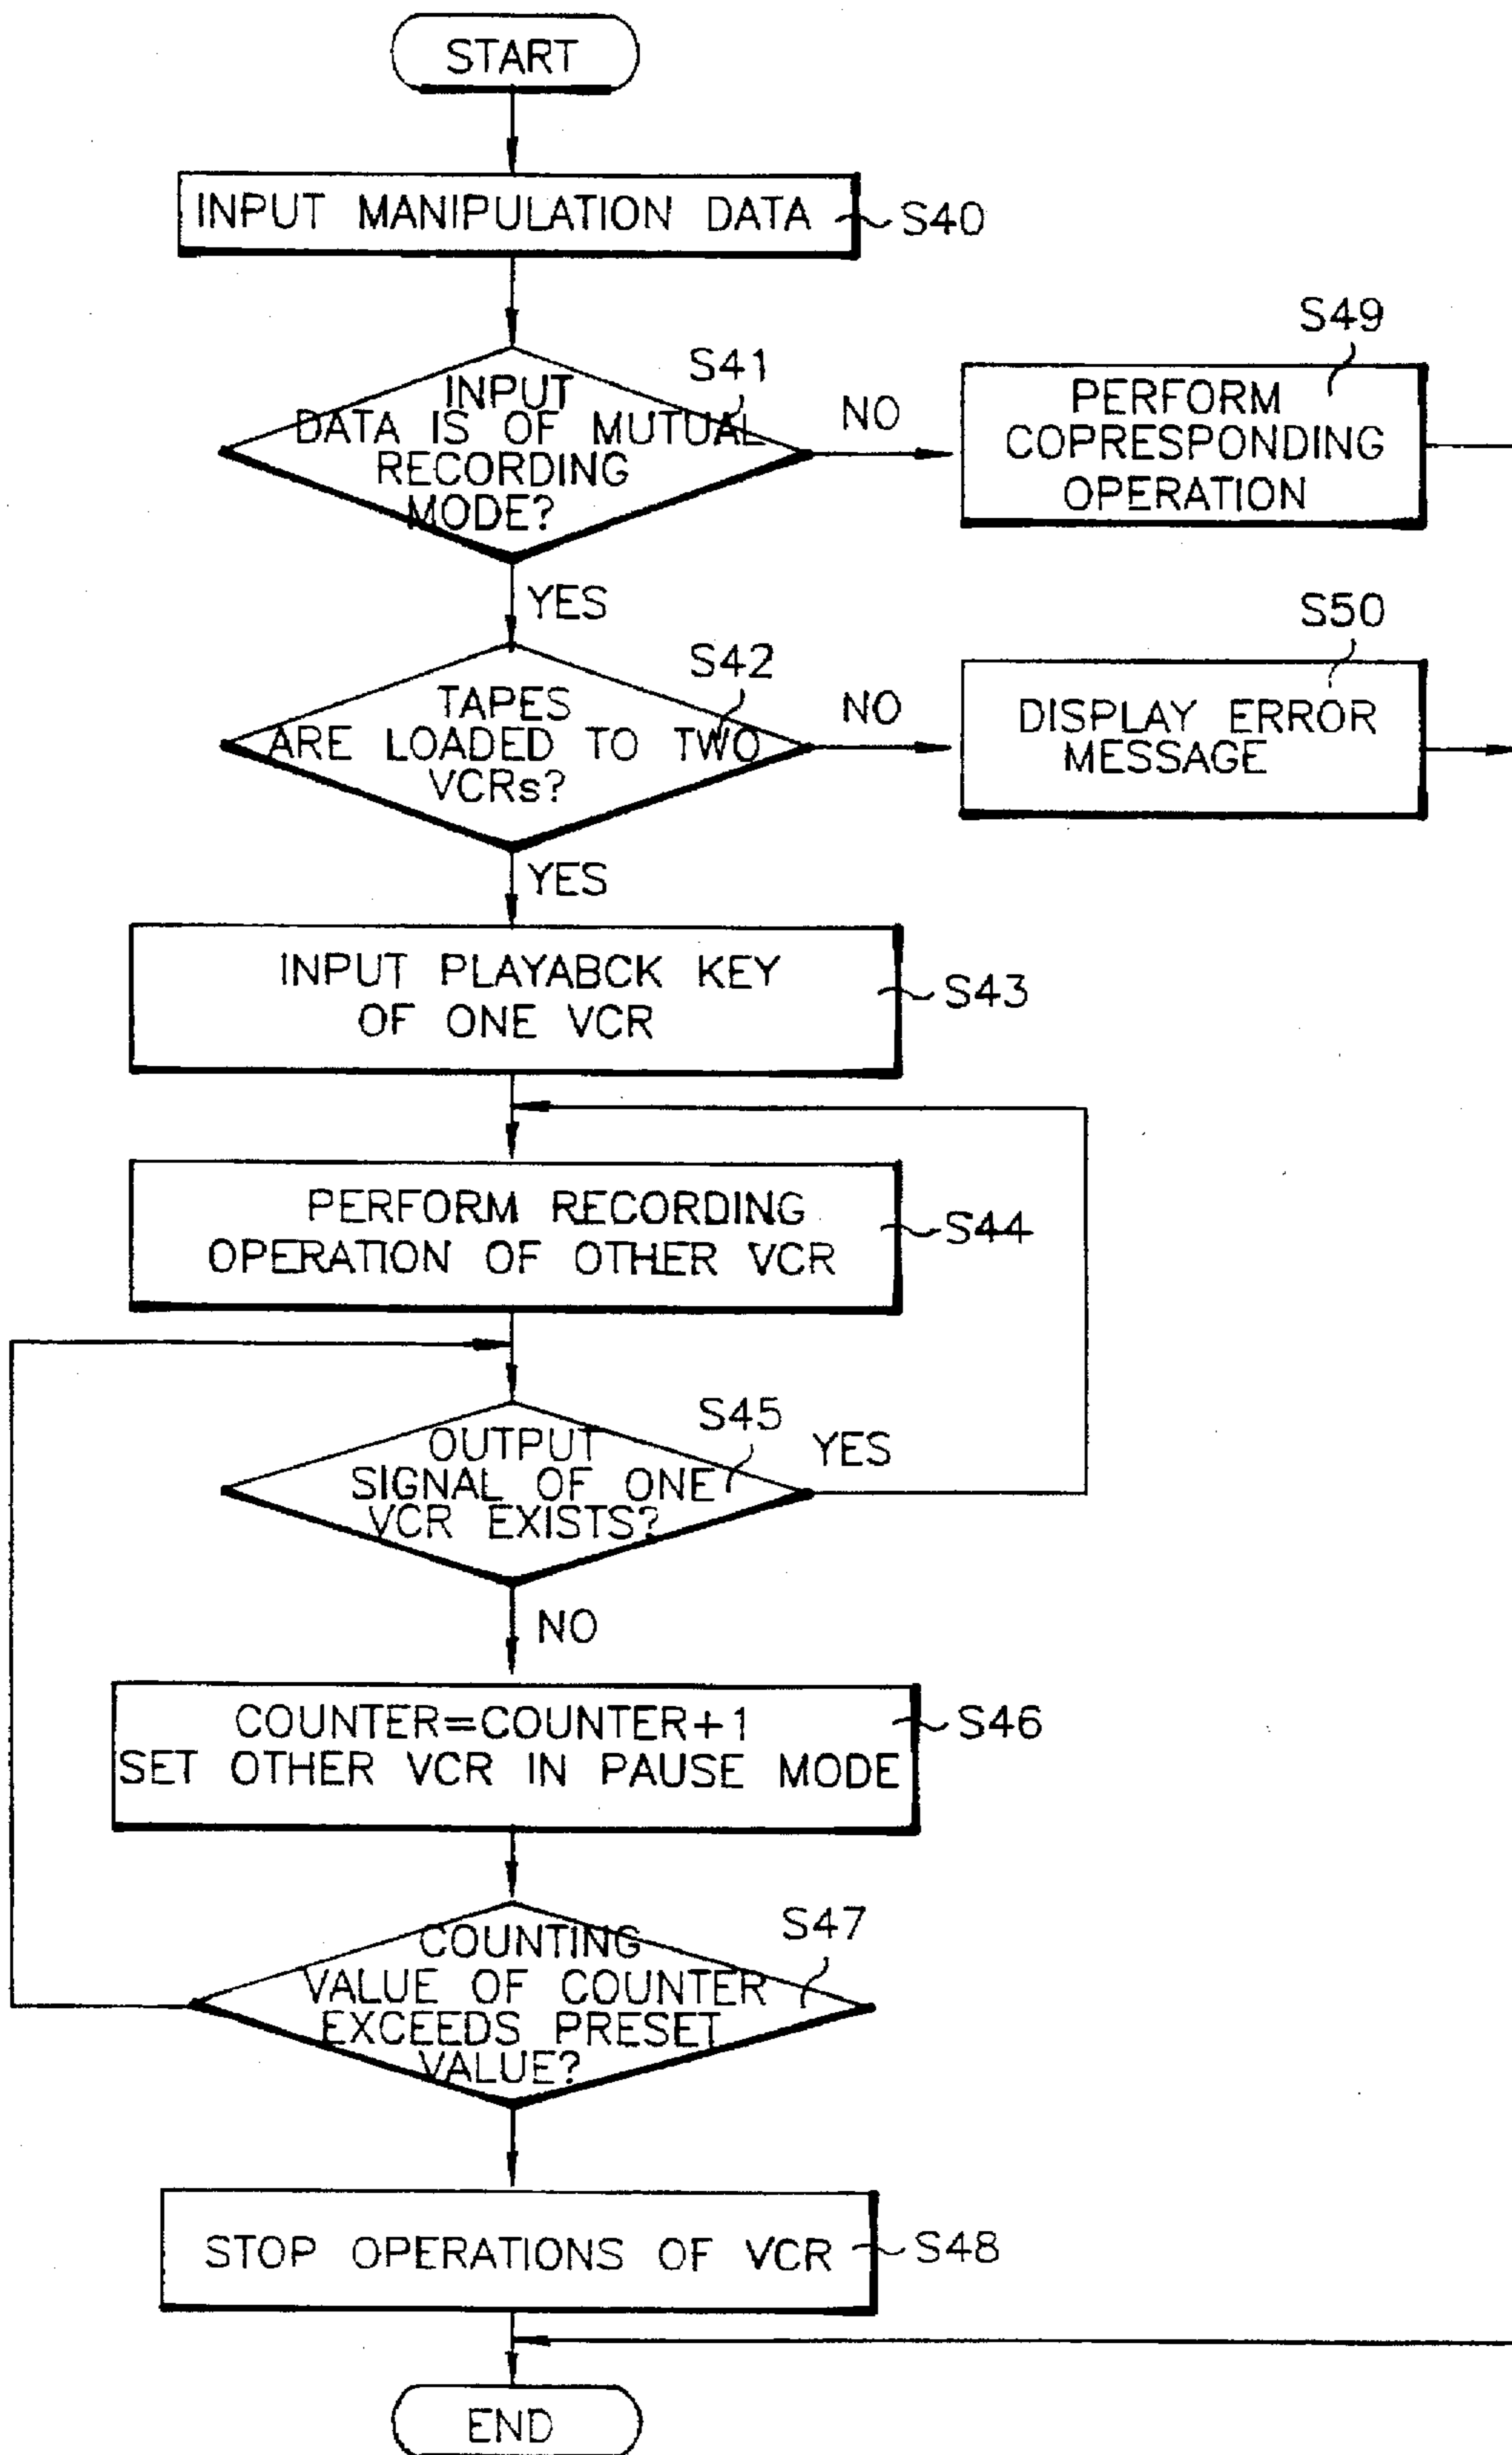 START
INPUT MANIPULATION DATA
S40
INPUT
DATA IS OF MUTUAL
RECORDING
MODE?
S41
NO
PERFORM
COPRESPONDING
OPERATION
S49
YES
TAPES
ARE LOADED TO TWO
VCRs?
S42
NO
DISPLAY ERROR
MESSAGE
S50
YES
INPUT PLAYABCK KEY
OF ONE VCR
S43
PERFORM RECORDING
OPERATION OF OTHER VCR
S44
OUTPUT
SIGNAL OF ONE
VCR EXISTS?
S45
YES
NO
COUNTER=COUNTER+1
SET OTHER VCR IN PAUSE MODE
S46
COUNTING
VALUE OF COUNTER
EXCEEDS PRESET
VALUE?
S47
STOP OPERATIONS OF VCR
S48
END